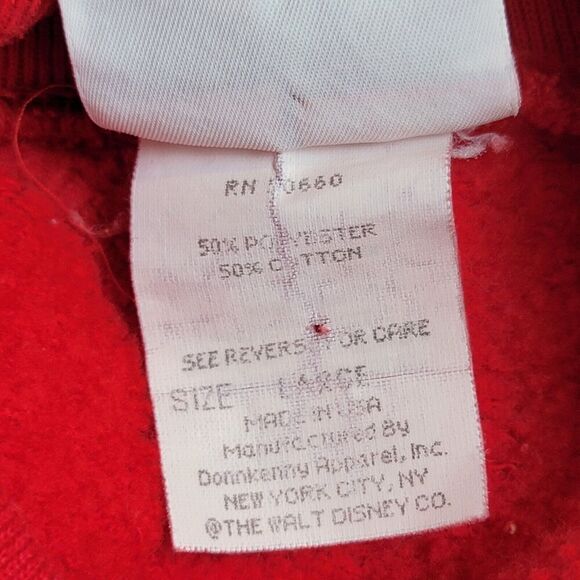 RN 0660
50% POLYESTER
50% COTTON
SEE REVERSE FOR CARE
SIZE LARGE
MADE IN USA
Manufactured By
Donnkenny Apparel, Inc.
NEW YORK CITY, NY
©THE WALT DISNEY CO.